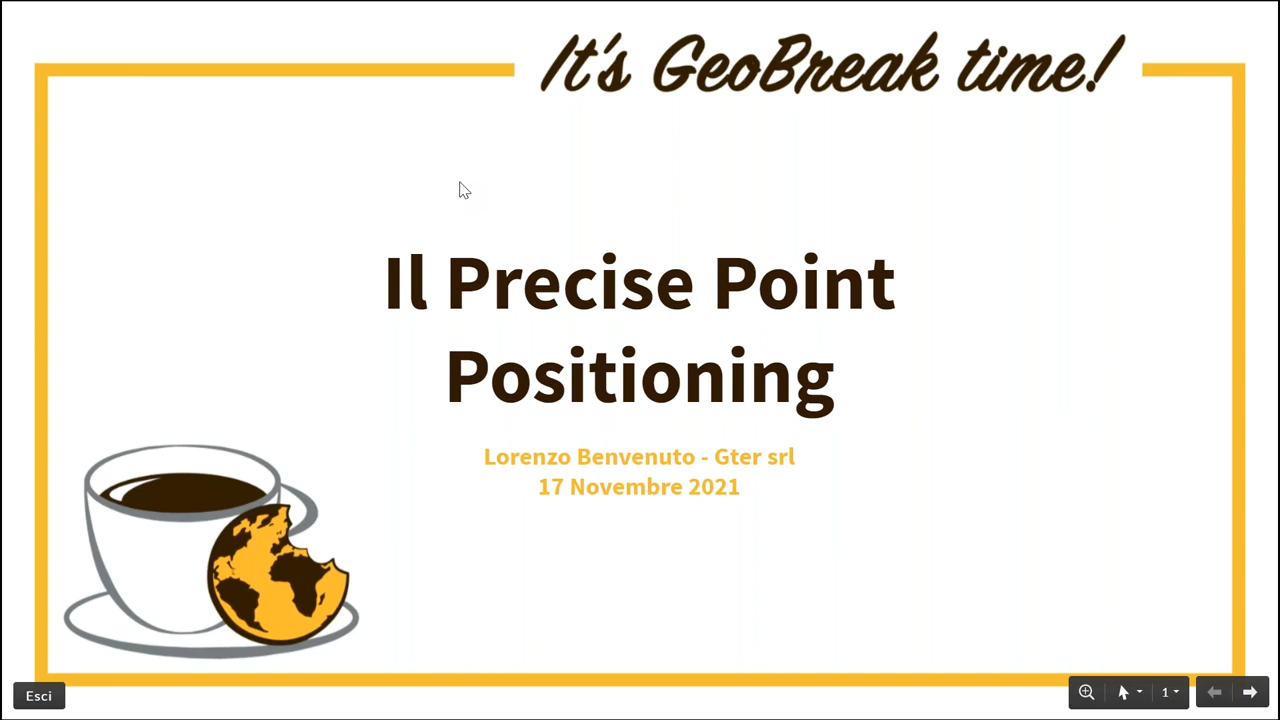 It's GeoBreak time!
Il Precise Point
Positioning
Lorenzo Benvenuto - Gter srl
17 Novembre 2021
Esci
1